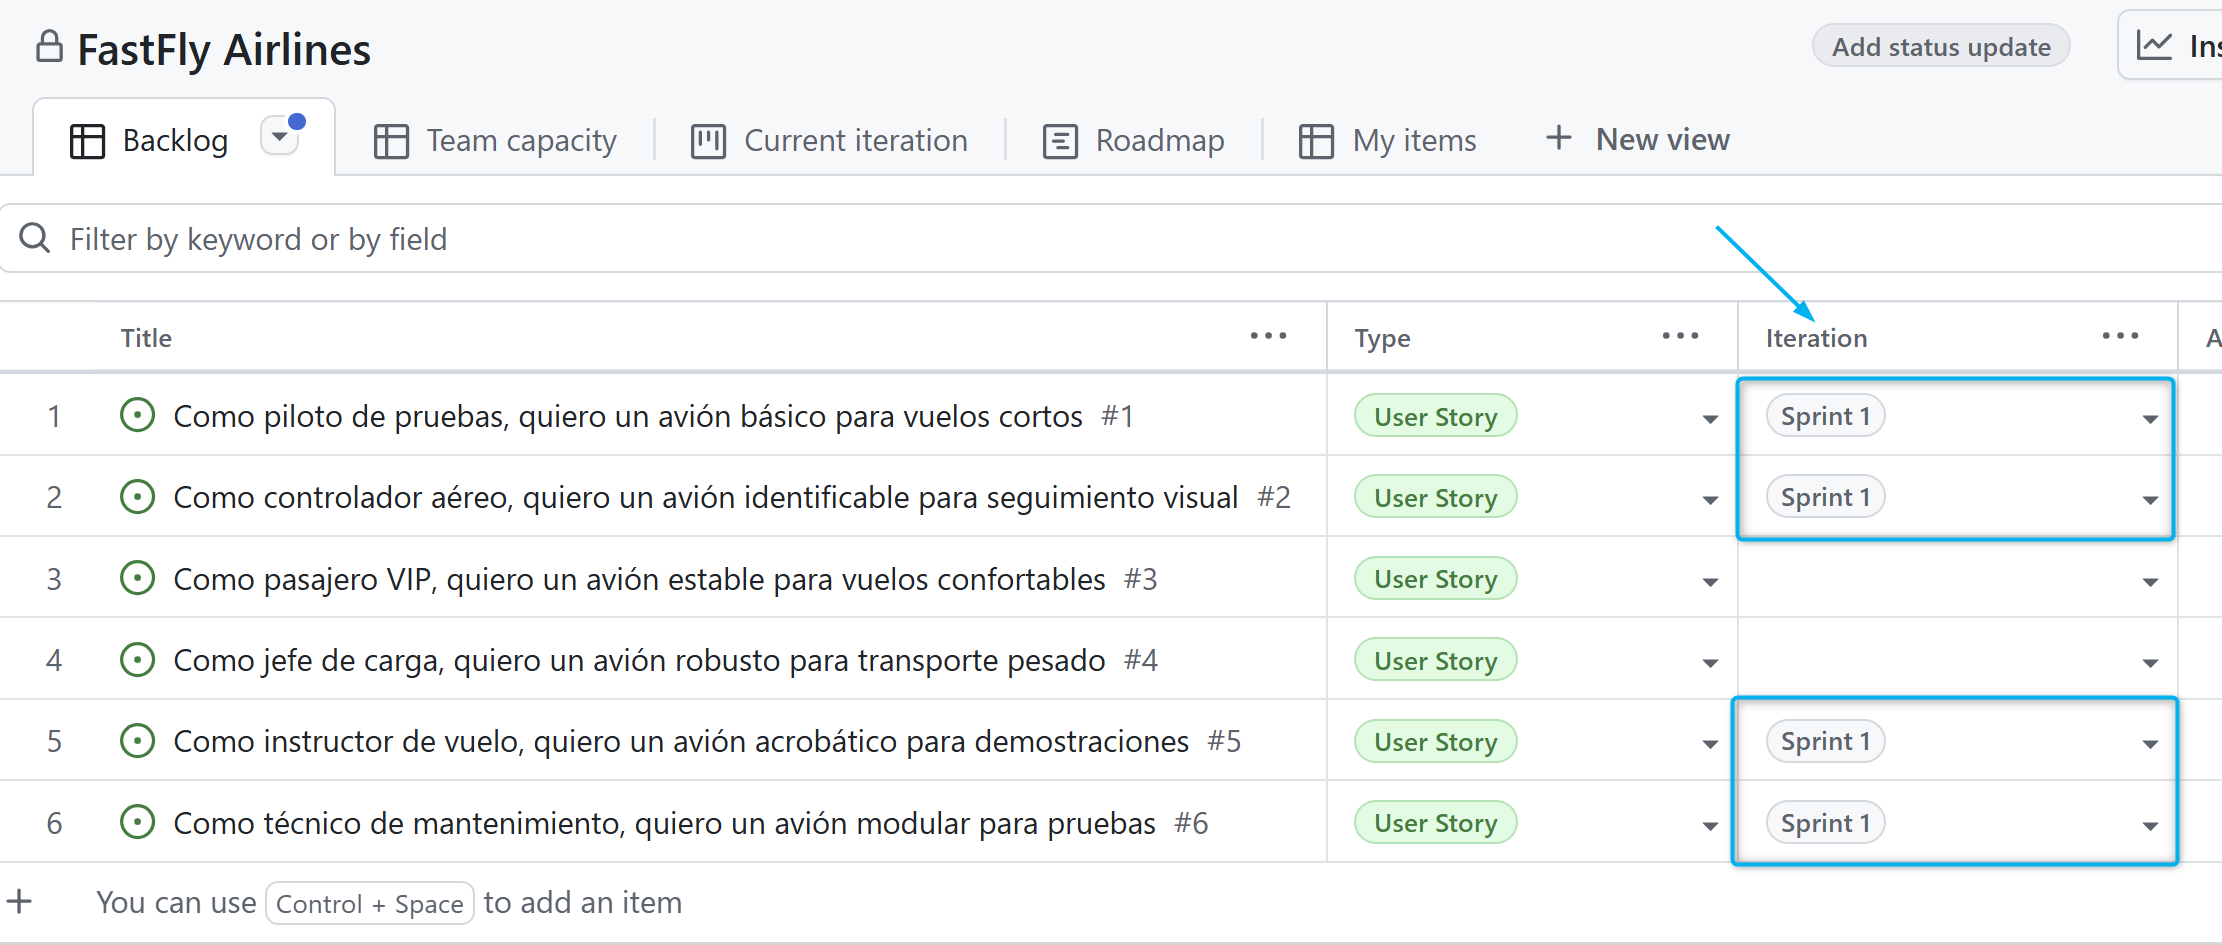 FastFly Airlines
Add status update
Ins
Backlog
Team capacity
Current iteration
Roadmap
My items
New view
Filter by keyword or by field
Title
Type
Iteration
A
1 Como piloto de pruebas, quiero un avión básico para vuelos cortos #1 User Story Sprint 1
2 Como controlador aéreo, quiero un avión identificable para seguimiento visual #2 User Story Sprint 1
3 Como pasajero VIP, quiero un avión estable para vuelos confortables #3 User Story
4 Como jefe de carga, quiero un avión robusto para transporte pesado #4 User Story
5 Como instructor de vuelo, quiero un avión acrobático para demostraciones #5 User Story Sprint 1
6 Como técnico de mantenimiento, quiero un avión modular para pruebas #6 User Story Sprint 1
You can use Control + Space to add an item